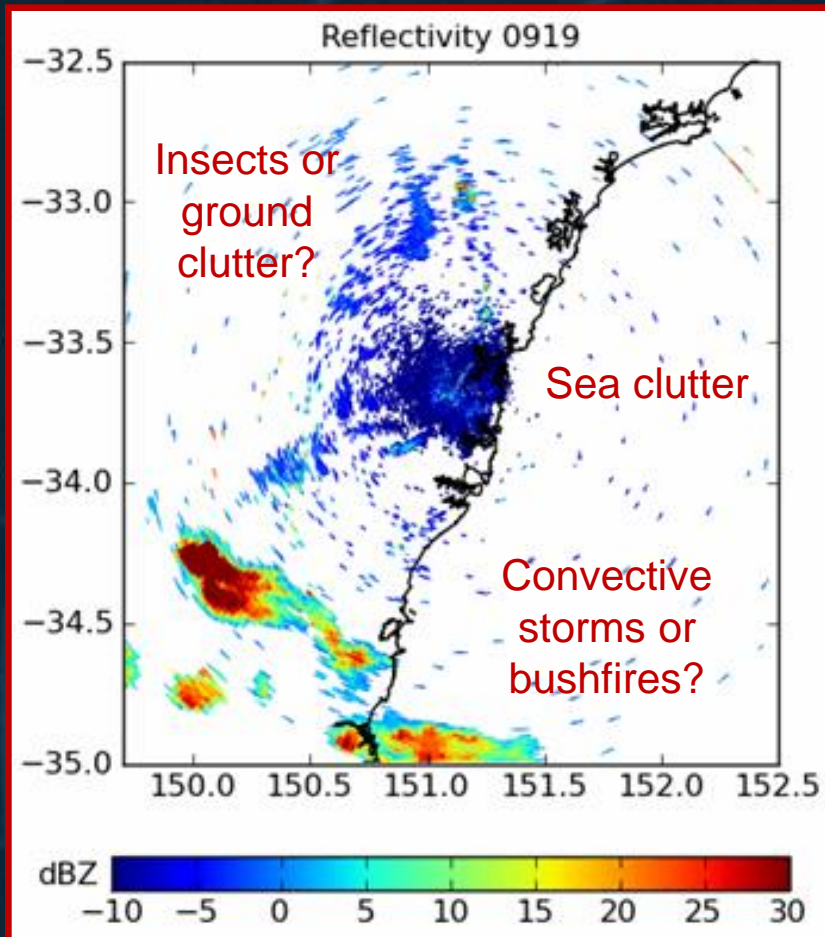 Reflectivity 0919
−32.5
−33.0
−33.5
−34.0
−34.5
−35.0
Insects or
ground
clutter?
Sea clutter
Convective
storms or
bushfires?
150.0 150.5 151.0 151.5 152.0 152.5
dBZ
−10 −5 0 5 10 15 20 25 30